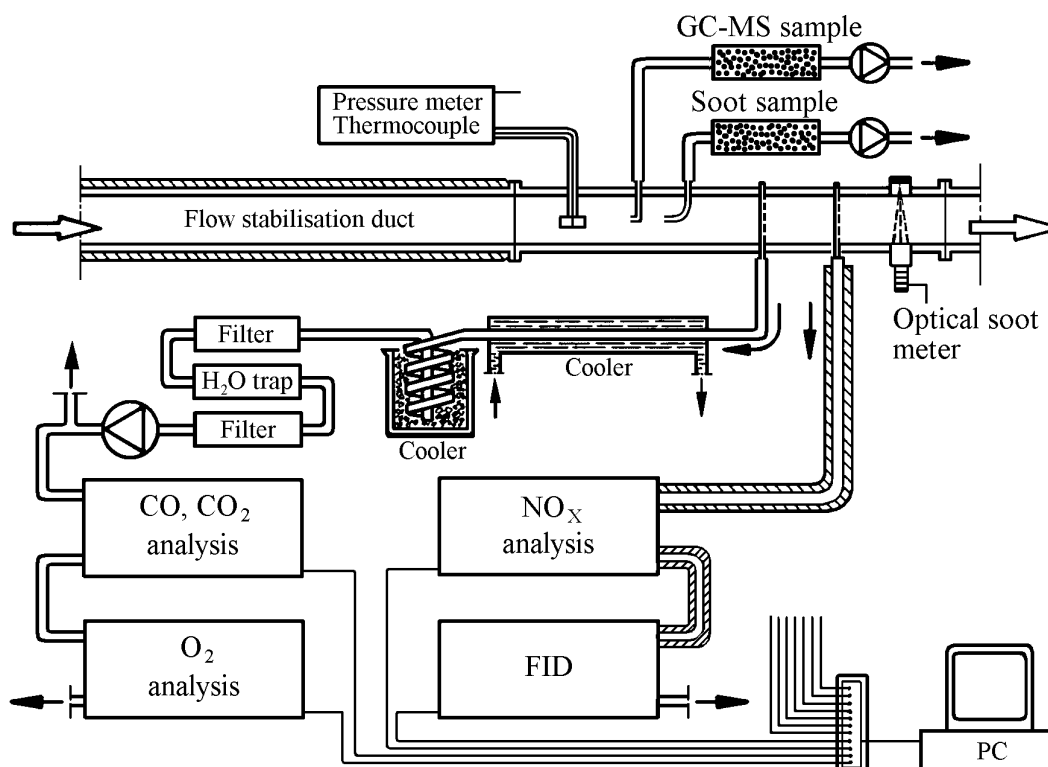 GC-MS sample
Pressure meter
Thermocouple
Soot sample
Flow stabilisation duct
Optical soot
meter
Filter
Cooler
H₂O trap
Filter
Cooler
CO, CO₂
analysis
NOₓ
analysis
O₂
analysis
FID
PC